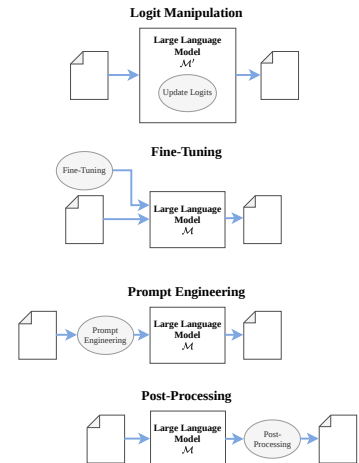 Logit Manipulation
Large Language
Model
ℳ′
Update Logits
Fine-Tuning
Fine-Tuning
Large Language
Model
ℳ
Prompt Engineering
Prompt
Engineering
Large Language
Model
ℳ
Post-Processing
Large Language
Model
ℳ
Post-
Processing